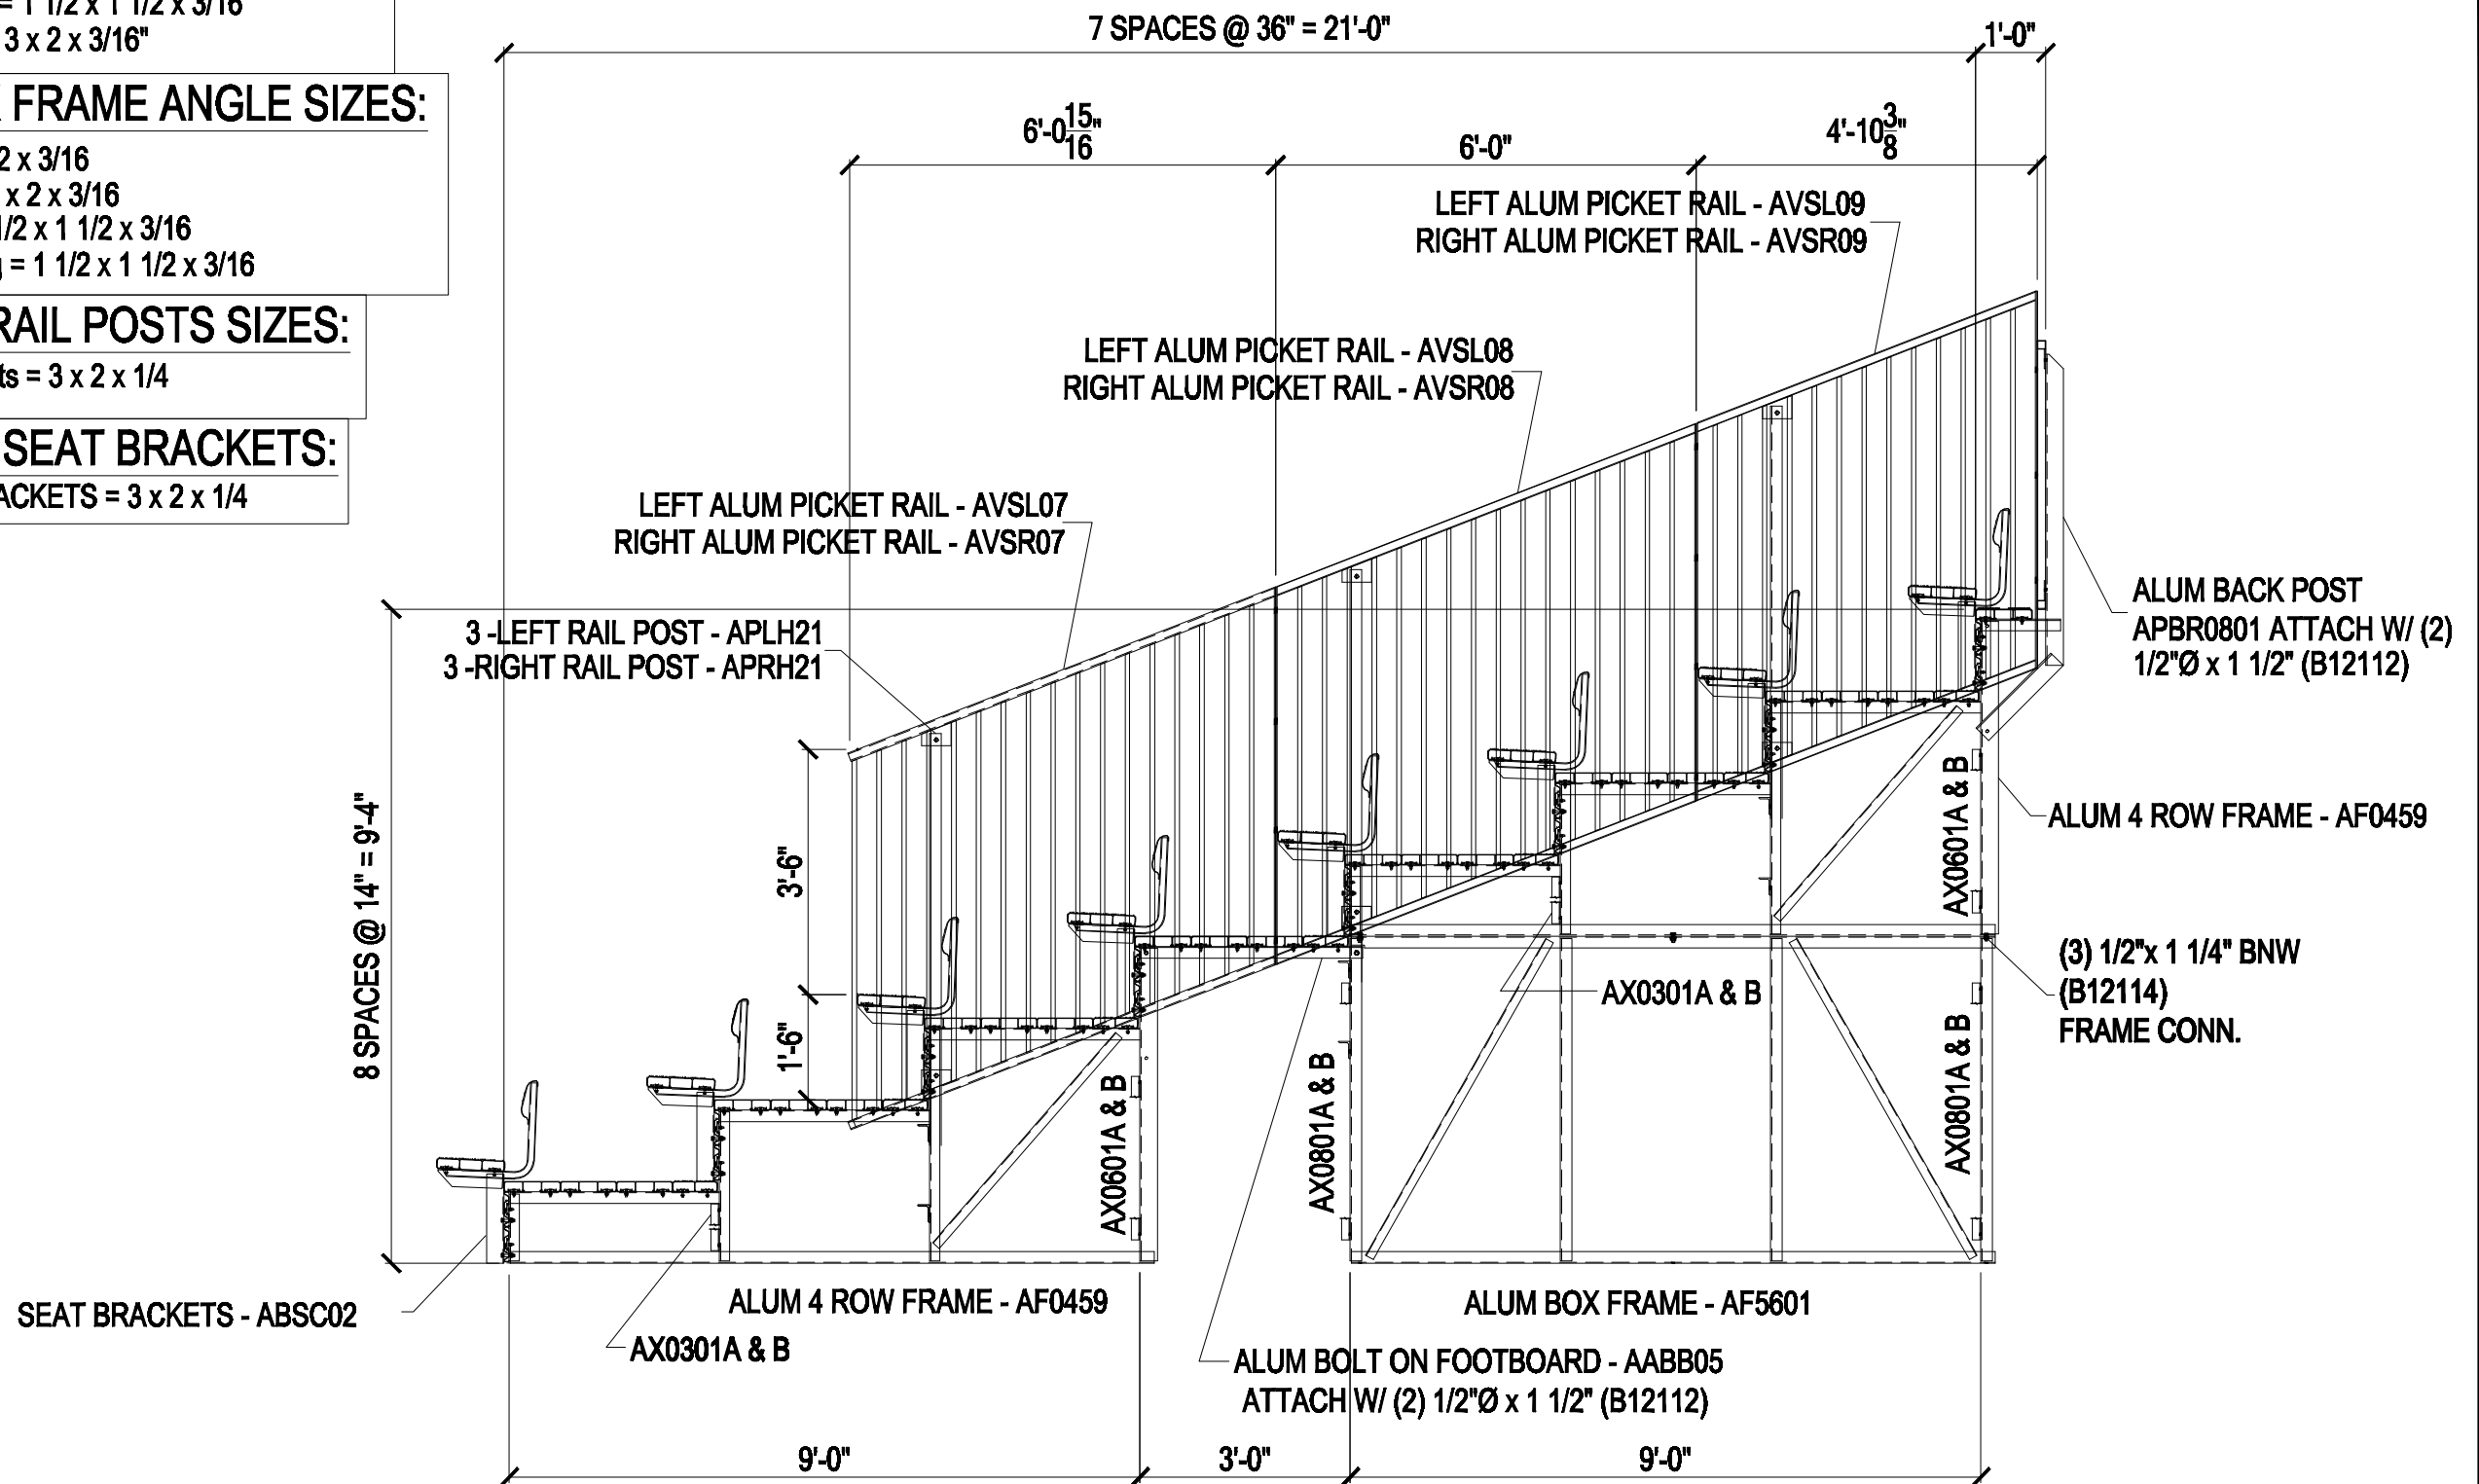 = 1 1/2 x 1 1/2 x 3/16
3 x 2 x 3/16"
FRAME ANGLE SIZES:
2 x 3/16
x 2 x 3/16
1/2 x 1 1/2 x 3/16
= 1 1/2 x 1 1/2 x 3/16
RAIL POSTS SIZES:
ts = 3 x 2 x 1/4
SEAT BRACKETS:
ACKETS = 3 x 2 x 1/4
7 SPACES @ 36" = 21'-0"
1'-0"
6'-0 15/16"
6'-0"
4'-10 3/8"
LEFT ALUM PICKET RAIL - AVSL09
RIGHT ALUM PICKET RAIL - AVSR09
LEFT ALUM PICKET RAIL - AVSL08
RIGHT ALUM PICKET RAIL - AVSR08
LEFT ALUM PICKET RAIL - AVSL07
RIGHT ALUM PICKET RAIL - AVSR07
3 -LEFT RAIL POST - APLH21
3 -RIGHT RAIL POST - APRH21
ALUM BACK POST
APBR0801 ATTACH W/ (2)
1/2"Ø x 1 1/2" (B12112)
8 SPACES @ 14" = 9'-4"
3'-6"
1'-6"
AX0601A & B
ALUM 4 ROW FRAME - AF0459
(3) 1/2"x 1 1/4" BNW
(B12114)
FRAME CONN.
AX0301A & B
AX0601A & B
AX0801A & B
AX0801A & B
SEAT BRACKETS - ABSC02
ALUM 4 ROW FRAME - AF0459
AX0301A & B
ALUM BOX FRAME - AF5601
ALUM BOLT ON FOOTBOARD - AABB05
ATTACH W/ (2) 1/2"Ø x 1 1/2" (B12112)
9'-0"
3'-0"
9'-0"